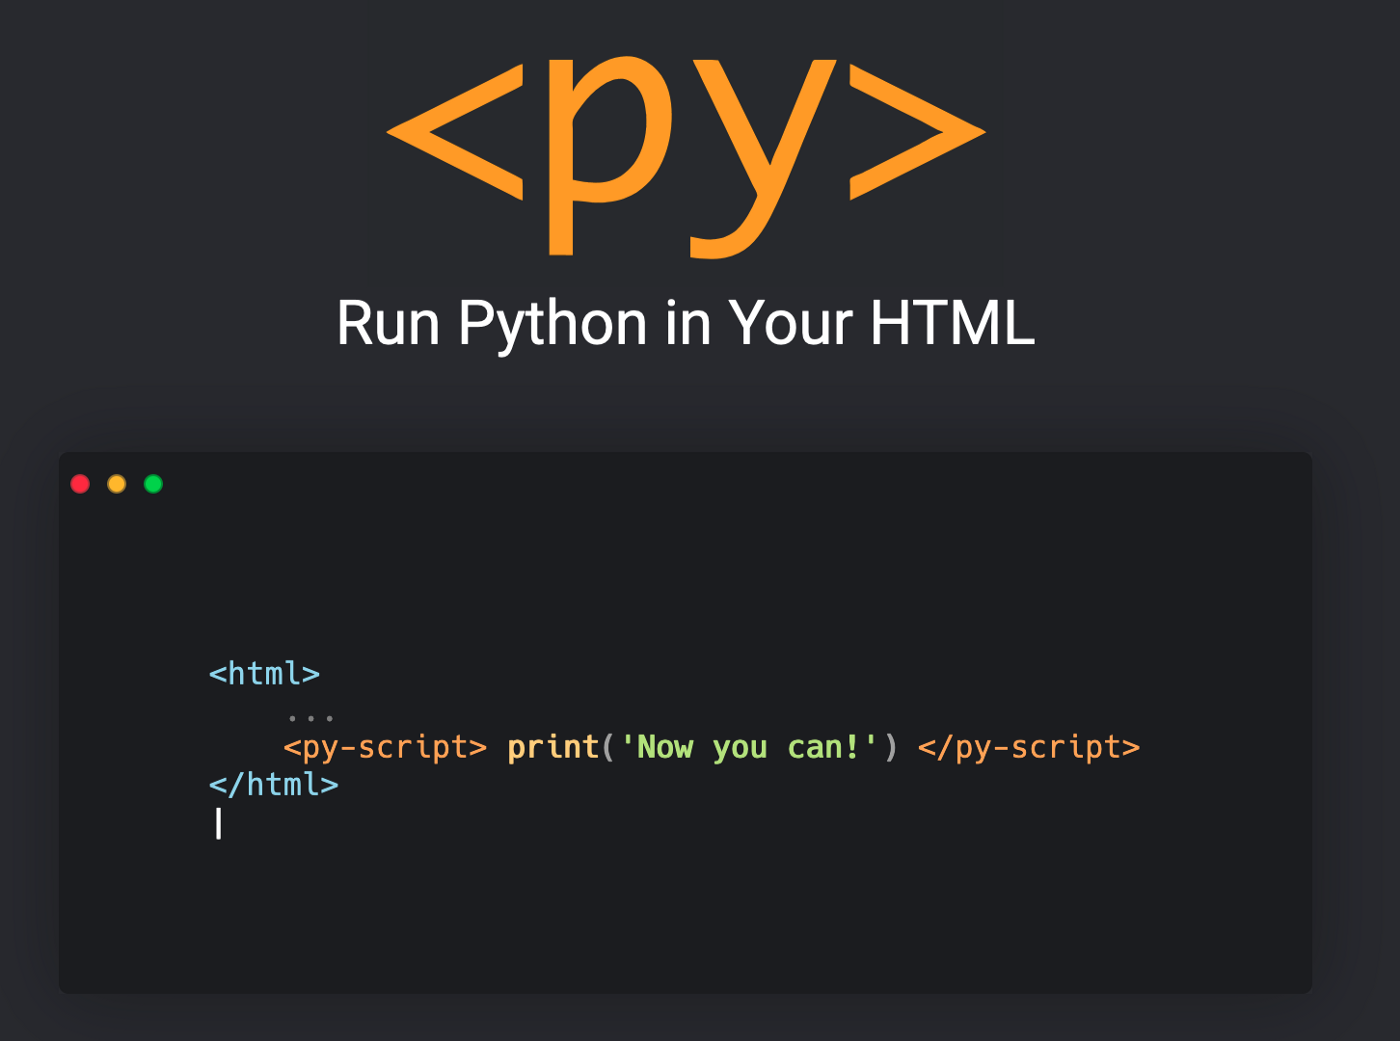 <py>
Run Python in Your HTML
<html>
...
<py-script> print('Now you can!') </py-script>
</html>